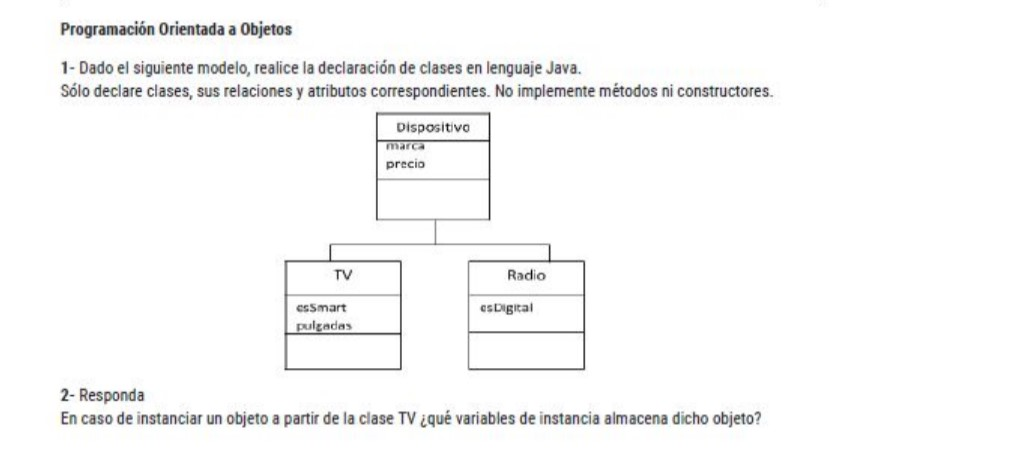 Programación Orientada a Objetos
1- Dado el siguiente modelo, realice la declaración de clases en lenguaje Java.
Sólo declare clases, sus relaciones y atributos correspondientes. No implemente métodos ni constructores.
Dispositivo
marca
precio
TV
esSmart
pulgadas
Radio
esDigital
2- Responda
En caso de instanciar un objeto a partir de la clase TV ¿qué variables de instancia almacena dicho objeto?